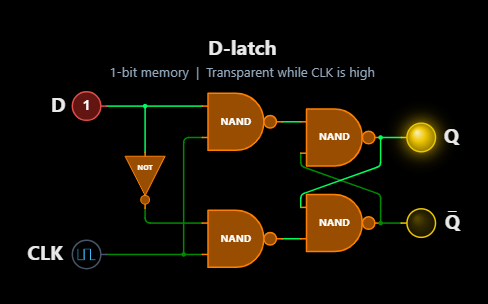 D-latch
1-bit memory | Transparent while CLK is high
D 1
NAND NAND Q
NOT
NAND NAND Q̅
CLK